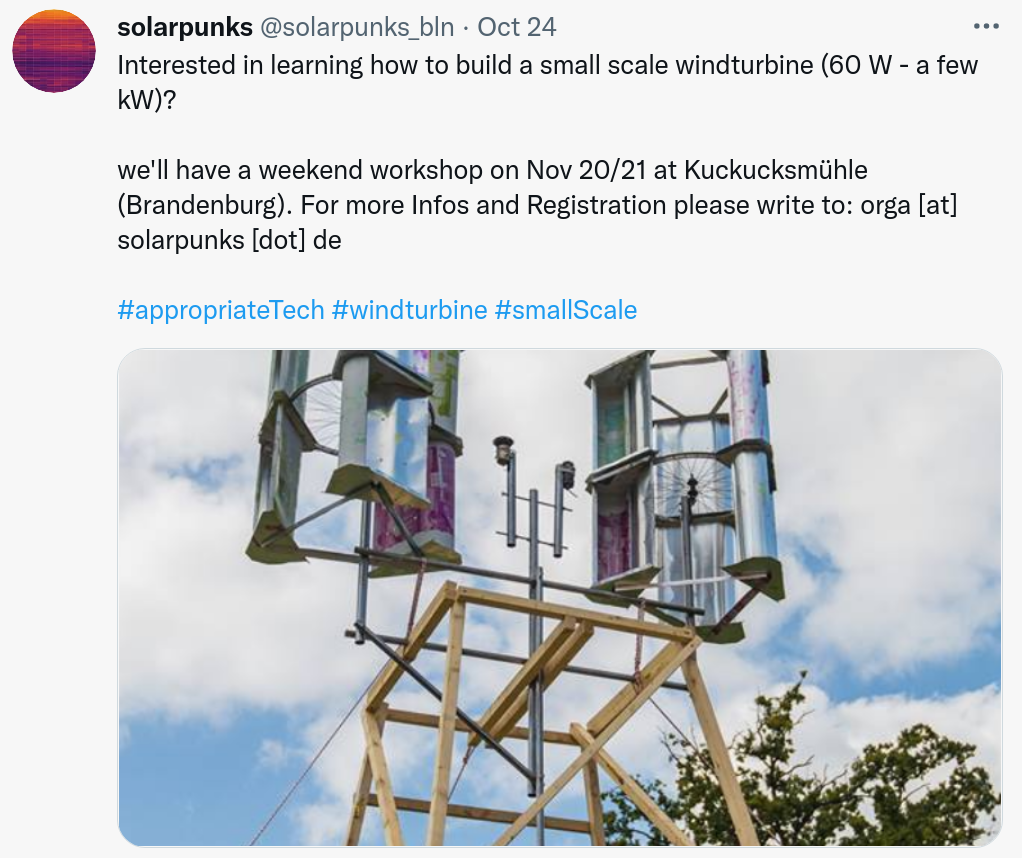 solarpunks @solarpunks_bln · Oct 24
Interested in learning how to build a small scale windturbine (60 W - a few
kW)?
we'll have a weekend workshop on Nov 20/21 at Kuckucksmühle
(Brandenburg). For more Infos and Registration please write to: orga [at]
solarpunks [dot] de
#appropriateTech #windturbine #smallScale